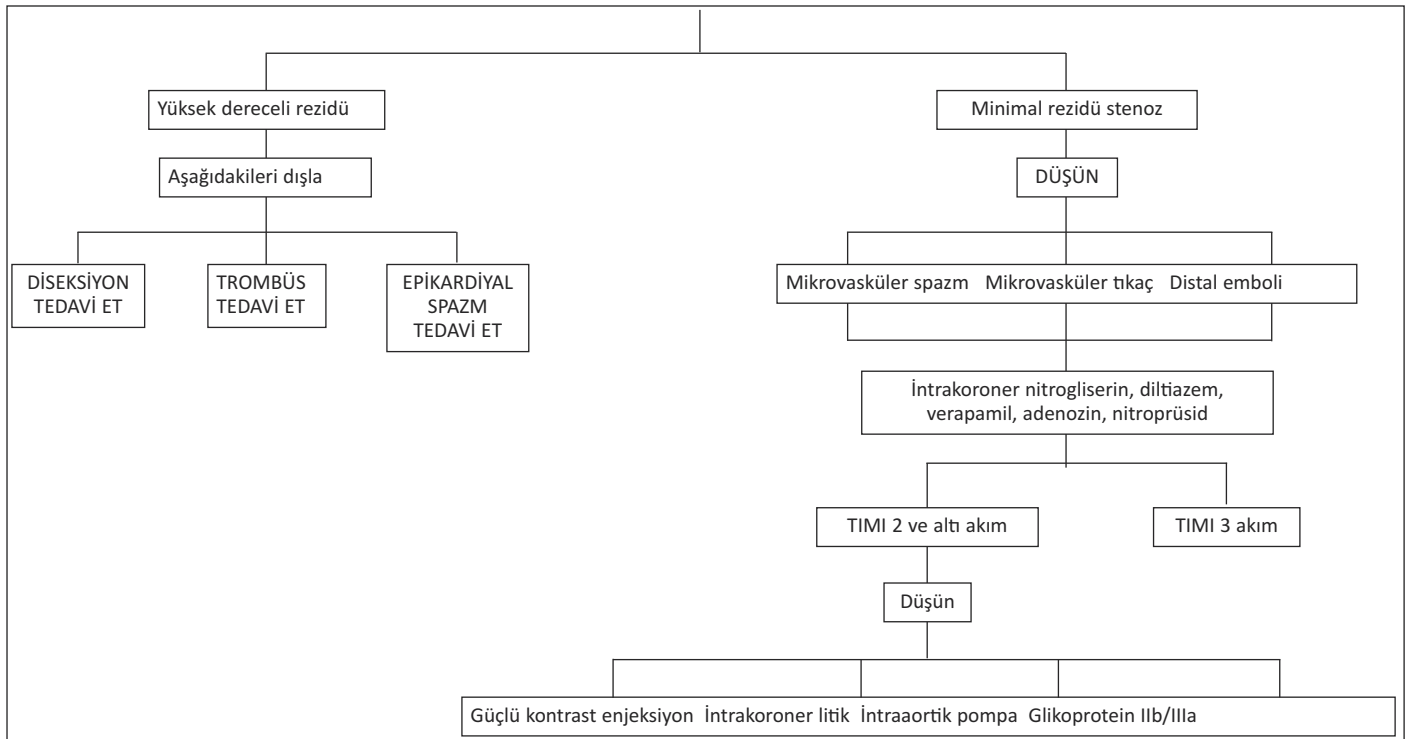 Yüksek dereceli rezidü
Minimal rezidü stenoz
Aşağıdakileri dışla
DÜŞÜN
DİSEKSİYON
TEDAVİ ET
TROMBÜS
TEDAVİ ET
EPİKARDİYAL
SPAZM
TEDAVİ ET
Mikrovasküler spazm Mikrovasküler tıkaç Distal emboli
İntrakoroner nitrogliserin, diltiazem,
verapamil, adenozin, nitroprüsid
TIMI 2 ve altı akım
TIMI 3 akım
Düşün
Güçlü kontrast enjeksiyon İntrakoroner litik İntraaortik pompa Glikoprotein IIb/IIIa